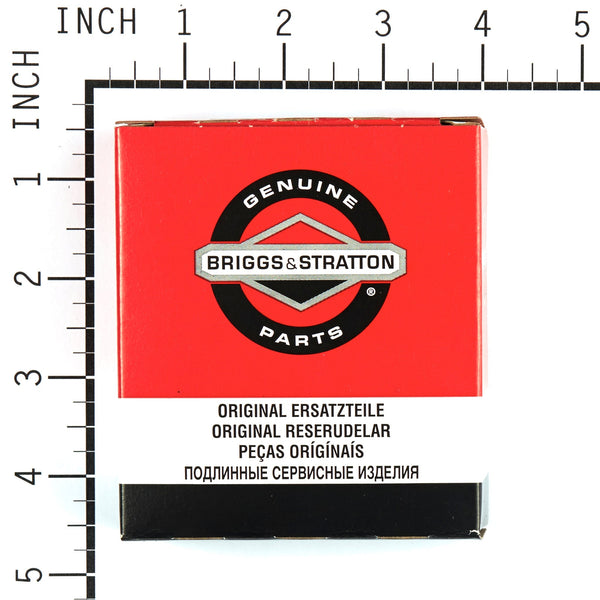 INCH 1 2 3 4 5
INCH
1
2
3
4
5
GENUINE
BRIGGS & STRATTON
®
PARTS
ORIGINAL ERSATZTEILE
ORIGINAL RESERUDELAR
PEÇAS ORÍGÍNAÍS
ПОДЛИННЫЕ СЕРВИСНЫЕ ИЗДЕЛИЯ